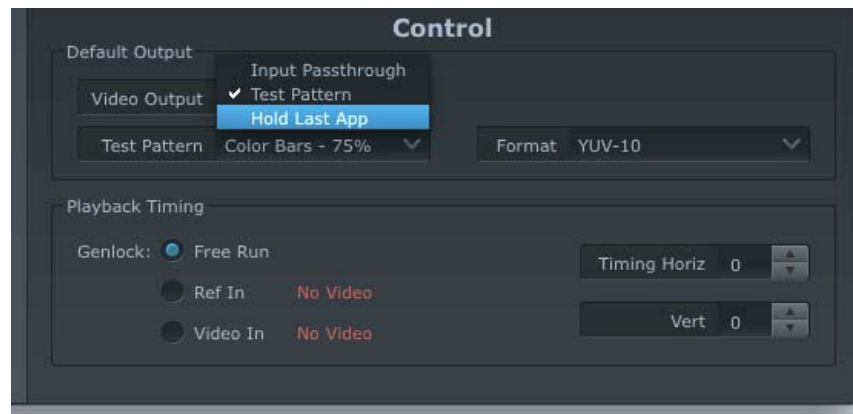 Control
Default Output
Input Passthrough
Video Output Test Pattern
Hold Last App
Test Pattern Color Bars - 75% Format YUV-10
Playback Timing
Genlock: Free Run
Timing Horiz 0
Ref In No Video
Vert 0
Video In No Video